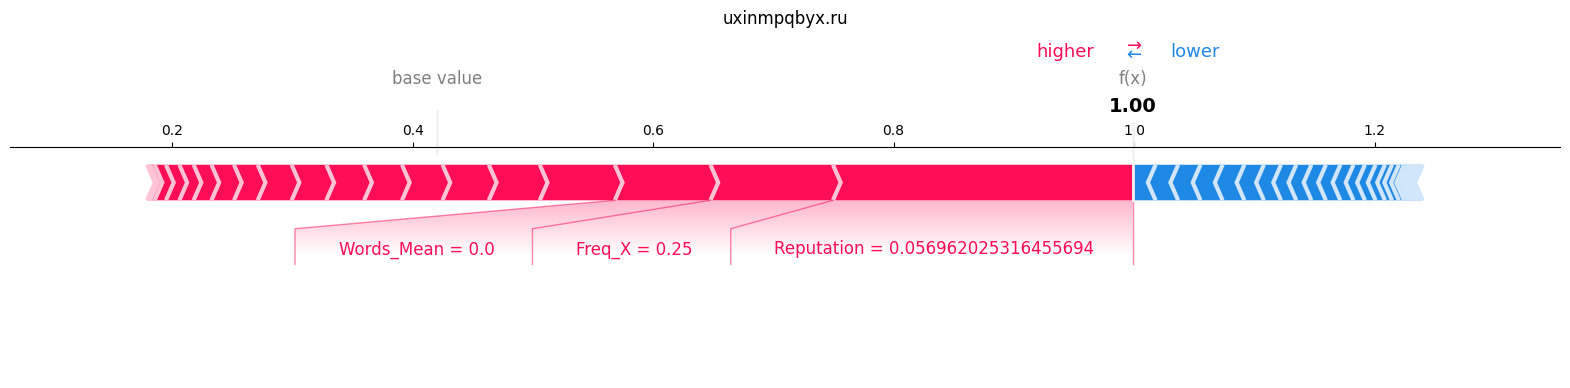 uxinmpqbyx.ru
higher ⇄ lower
base value
f(x)
1.00
0.2 0.4 0.6 0.8 1.0 1.2
Words_Mean = 0.0 Freq_X = 0.25 Reputation = 0.056962025316455694